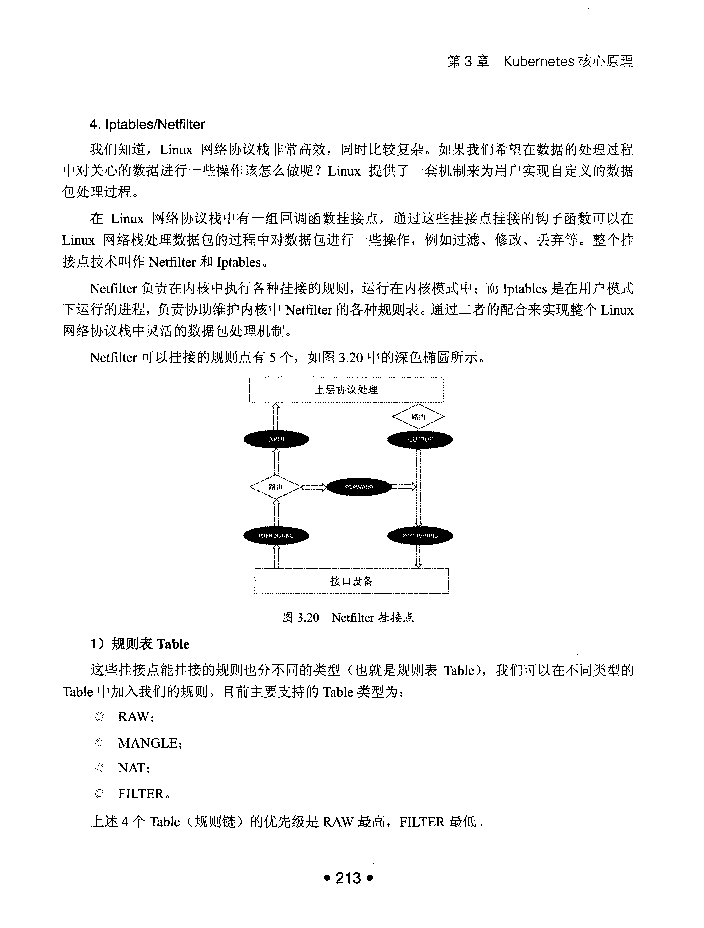 第 3 章 Kubernetes 核心原理
4. Iptables/Netfilter
我们知道，Linux 网络协议栈非常高效，同时比较复杂。如果我们希望在数据的处理过程
中对关心的数据进行一些操作该怎么做呢？Linux 提供了一套机制来为用户实现自定义的数据
包处理过程。
在 Linux 网络协议栈中有一组回调函数挂接点，通过这些挂接点挂接的钩子函数可以在
Linux 网络栈处理数据包的过程中对数据包进行一些操作，例如过滤、修改、丢弃等。整个挂
接点技术叫作 Netfilter 和 Iptables。
Netfilter 负责在内核中执行各种挂接的规则，运行在内核模式中；而 Iptables 是在用户模式
下运行的进程，负责协助维护内核中 Netfilter 的各种规则表。通过二者的配合来实现整个 Linux
网络协议栈中灵活的数据包处理机制。
Netfilter 可以挂接的规则点有 5 个，如图 3.20 中的深色椭圆所示。
上层协议处理
路由
INPUT
OUTPUT
路由
FORWARD
PREROUTING
POSTROUTING
接口设备
图 3.20 Netfilter 挂接点
1）规则表 Table
这些挂接点能挂接的规则也分不同的类型（也就是规则表 Table），我们可以在不同类型的
Table 中加入我们的规则。目前主要支持的 Table 类型为：
◎ RAW；
◎ MANGLE；
◎ NAT；
◎ FILTER。
上述 4 个 Table（规则链）的优先级是 RAW 最高，FILTER 最低。
• 213 •